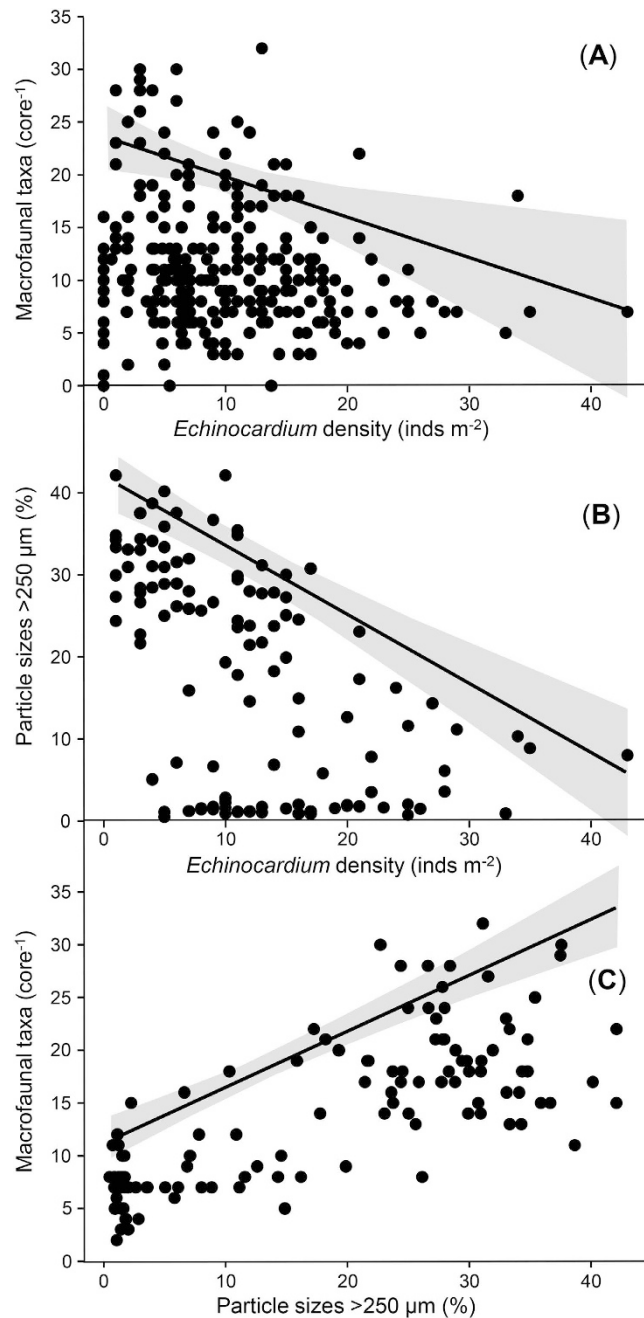 (A)
Macrofaunal taxa (core⁻¹)
35
30
25
20
15
10
5
0
0 10 20 30 40
Echinocardium density (inds m⁻²)
(B)
Particle sizes >250 µm (%)
40
30
20
10
0
0 10 20 30 40
Echinocardium density (inds m⁻²)
(C)
Macrofaunal taxa (core⁻¹)
35
30
25
20
15
10
5
0
0 10 20 30 40
Particle sizes >250 µm (%)